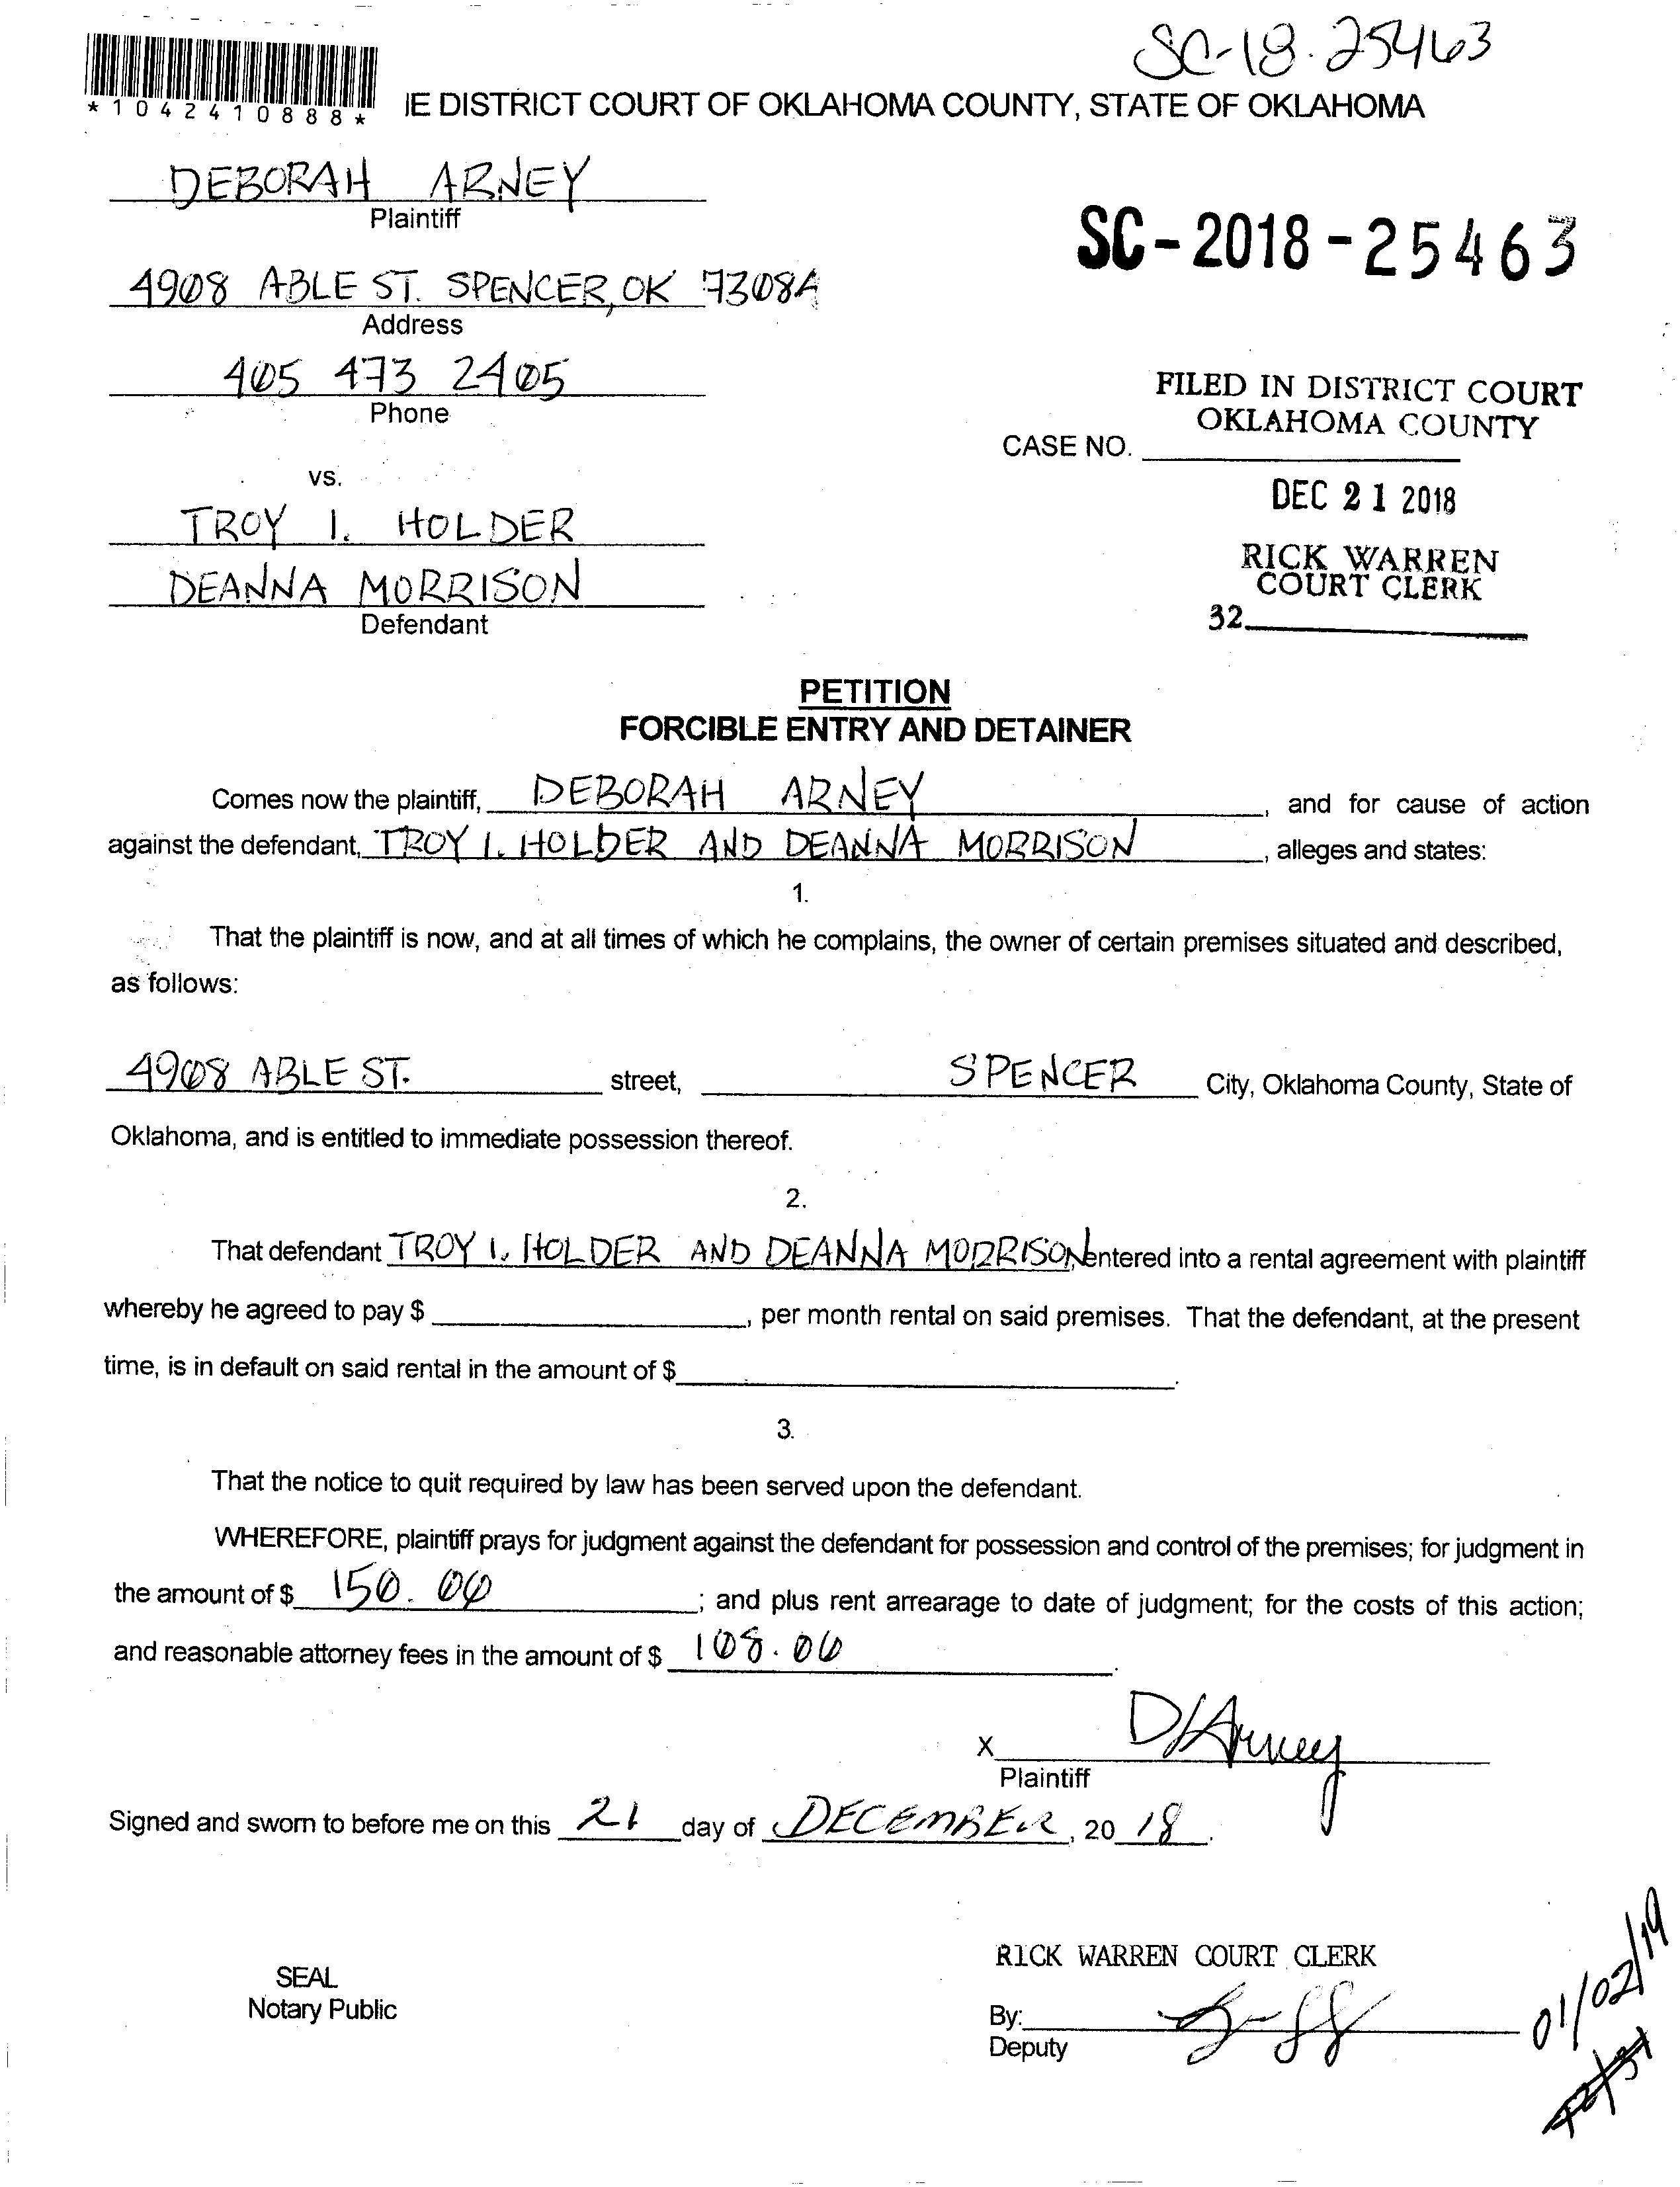 SC-18-25463
*1042410888*
IE DISTRICT COURT OF OKLAHOMA COUNTY, STATE OF OKLAHOMA
DEBORAH ARNEY
Plaintiff
SC-2018-25463
4908 ABLE ST. SPENCER, OK 73084
Address
405 473 2405
Phone
FILED IN DISTRICT COURT
OKLAHOMA COUNTY
CASE NO.
vs.
DEC 21 2018
TROY I. HOLDER
DEANNA MORRISON
Defendant
RICK WARREN
COURT CLERK
32
PETITION
FORCIBLE ENTRY AND DETAINER
Comes now the plaintiff, DEBORAH ARNEY, and for cause of action
against the defendant, TROY I. HOLDER AND DEANNA MORRISON, alleges and states:
1.
That the plaintiff is now, and at all times of which he complains, the owner of certain premises situated and described,
as follows:
4908 ABLE ST. street, SPENCER City, Oklahoma County, State of
Oklahoma, and is entitled to immediate possession thereof.
2.
That defendant TROY I. HOLDER AND DEANNA MORRISON entered into a rental agreement with plaintiff
whereby he agreed to pay $ , per month rental on said premises. That the defendant, at the present
time, is in default on said rental in the amount of $ .
3.
That the notice to quit required by law has been served upon the defendant.
WHEREFORE, plaintiff prays for judgment against the defendant for possession and control of the premises; for judgment in
the amount of $ 150.00 ; and plus rent arrearage to date of judgment; for the costs of this action;
and reasonable attorney fees in the amount of $ 108.00 .
X D Arney
Plaintiff
Signed and sworn to before me on this 21 day of DECEMBER, 20 18.
RICK WARREN COURT CLERK
SEAL
Notary Public
By:
Deputy
01/02/19